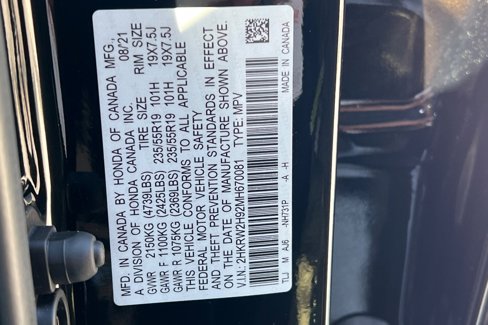 MFD. IN CANADA BY HONDA OF CANADA MFG., 08/21
A DIVISION OF HONDA CANADA INC.
TIRE SIZE RIM SIZE
GVWR 2150KG (4739LBS)
GAWR F 1100KG (2425LBS) 235/55R19 101H 19X7.5J
GAWR R 1075KG (2369LBS) 235/55R19 101H 19X7.5J
THIS VEHICLE CONFORMS TO ALL APPLICABLE
FEDERAL MOTOR VEHICLE SAFETY
AND THEFT PREVENTION STANDARDS IN EFFECT
ON THE DATE OF MANUFACTURE SHOWN ABOVE.
V.I.N.: 2HKRW2H92MH670081 TYPE: MPV
TLJ M AJ6 -NH731P -A -H MADE IN CANADA